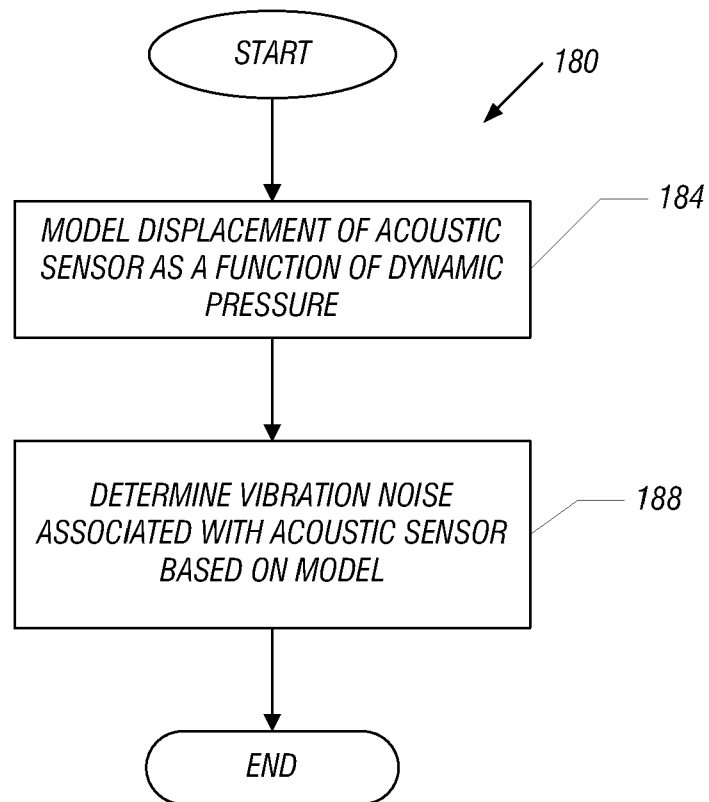 START
180
MODEL DISPLACEMENT OF ACOUSTIC
SENSOR AS A FUNCTION OF DYNAMIC
PRESSURE
184
DETERMINE VIBRATION NOISE
ASSOCIATED WITH ACOUSTIC SENSOR
BASED ON MODEL
188
END